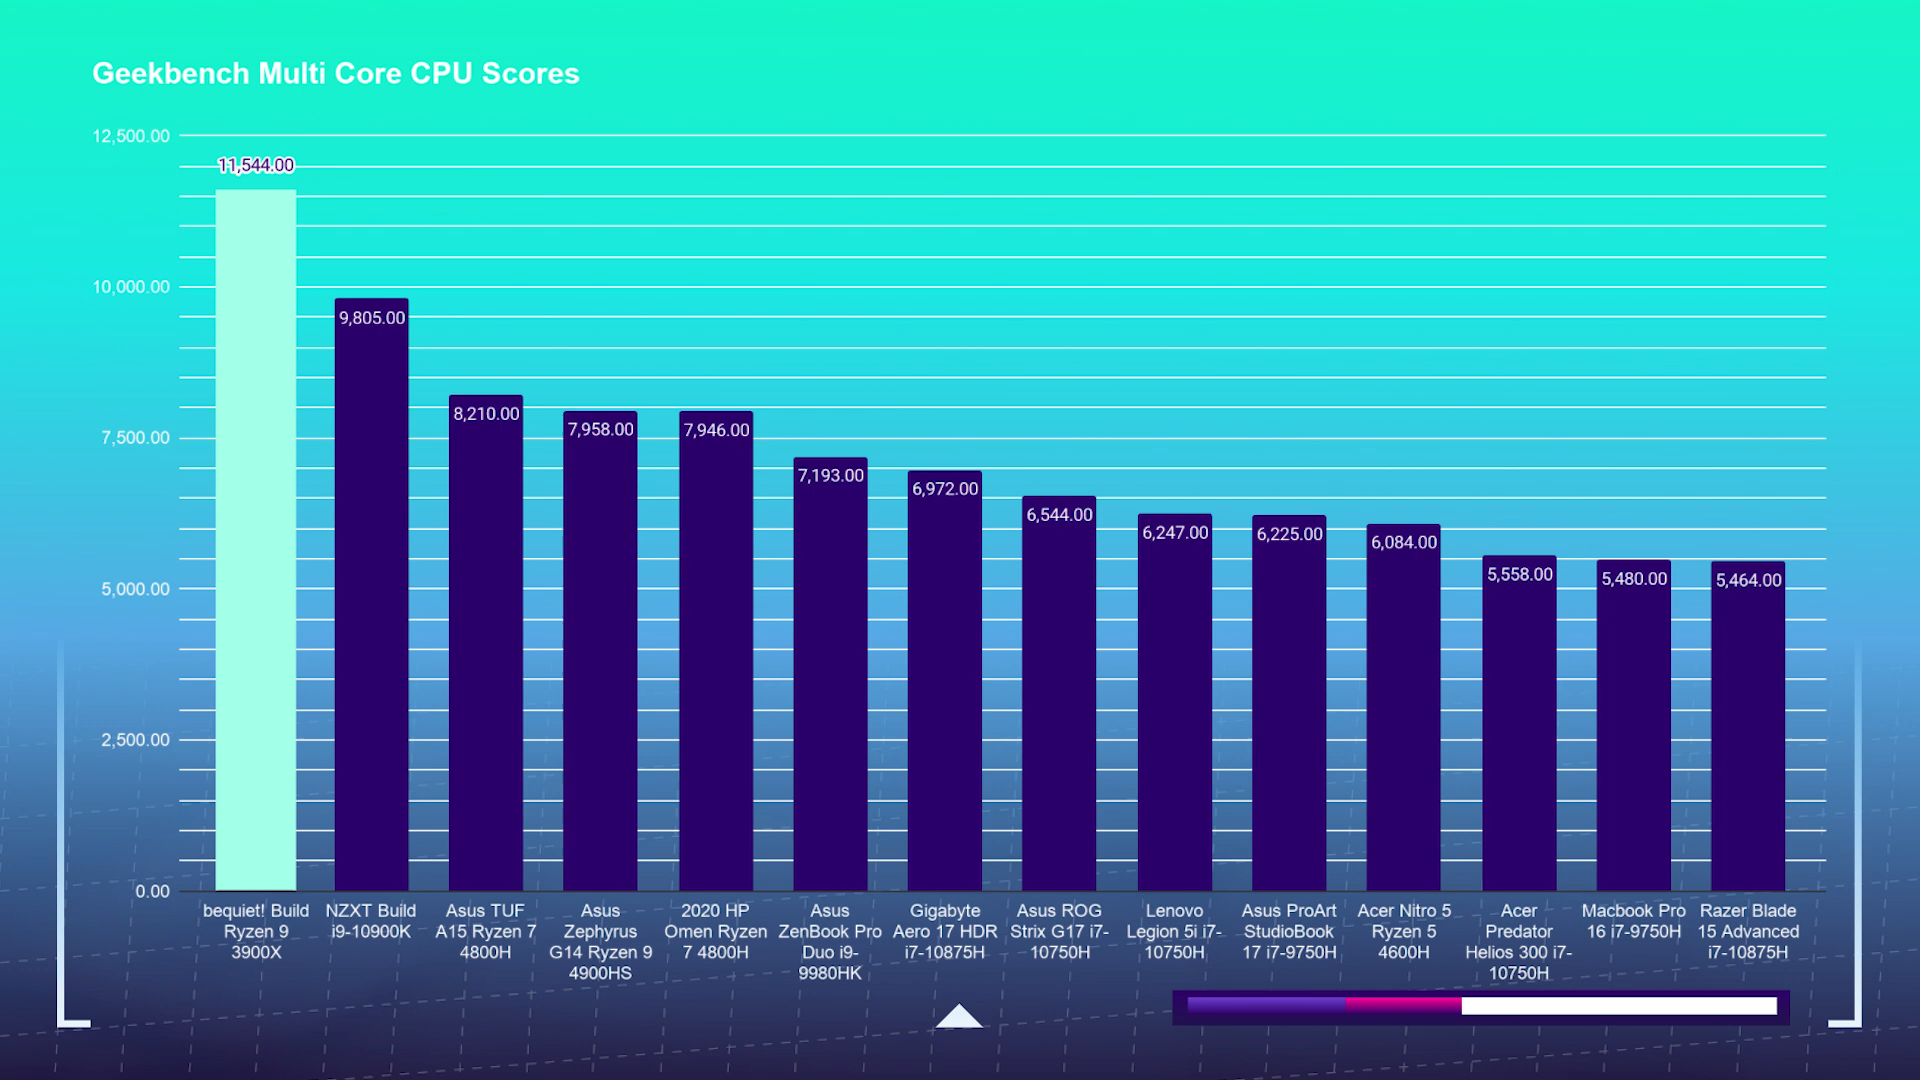 Geekbench Multi Core CPU Scores
12,500.00
10,000.00
7,500.00
5,000.00
2,500.00
0.00
11,544.00
9,805.00
8,210.00
7,958.00
7,946.00
7,193.00
6,972.00
6,544.00
6,247.00
6,225.00
6,084.00
5,558.00
5,480.00
5,464.00
bequiet! Build
Ryzen 9
3900X
NZXT Build
i9-10900K
Asus TUF
A15 Ryzen 7
4800H
Asus
Zephyrus
G14 Ryzen 9
4900HS
2020 HP
Omen Ryzen
7 4800H
Asus
ZenBook Pro
Duo i9-
9980HK
Gigabyte
Aero 17 HDR
i7-10875H
Asus ROG
Strix G17 i7-
10750H
Lenovo
Legion 5i i7-
10750H
Asus ProArt
StudioBook
17 i7-9750H
Acer Nitro 5
Ryzen 5
4600H
Acer
Predator
Helios 300 i7-
10750H
Macbook Pro
16 i7-9750H
Razer Blade
15 Advanced
i7-10875H